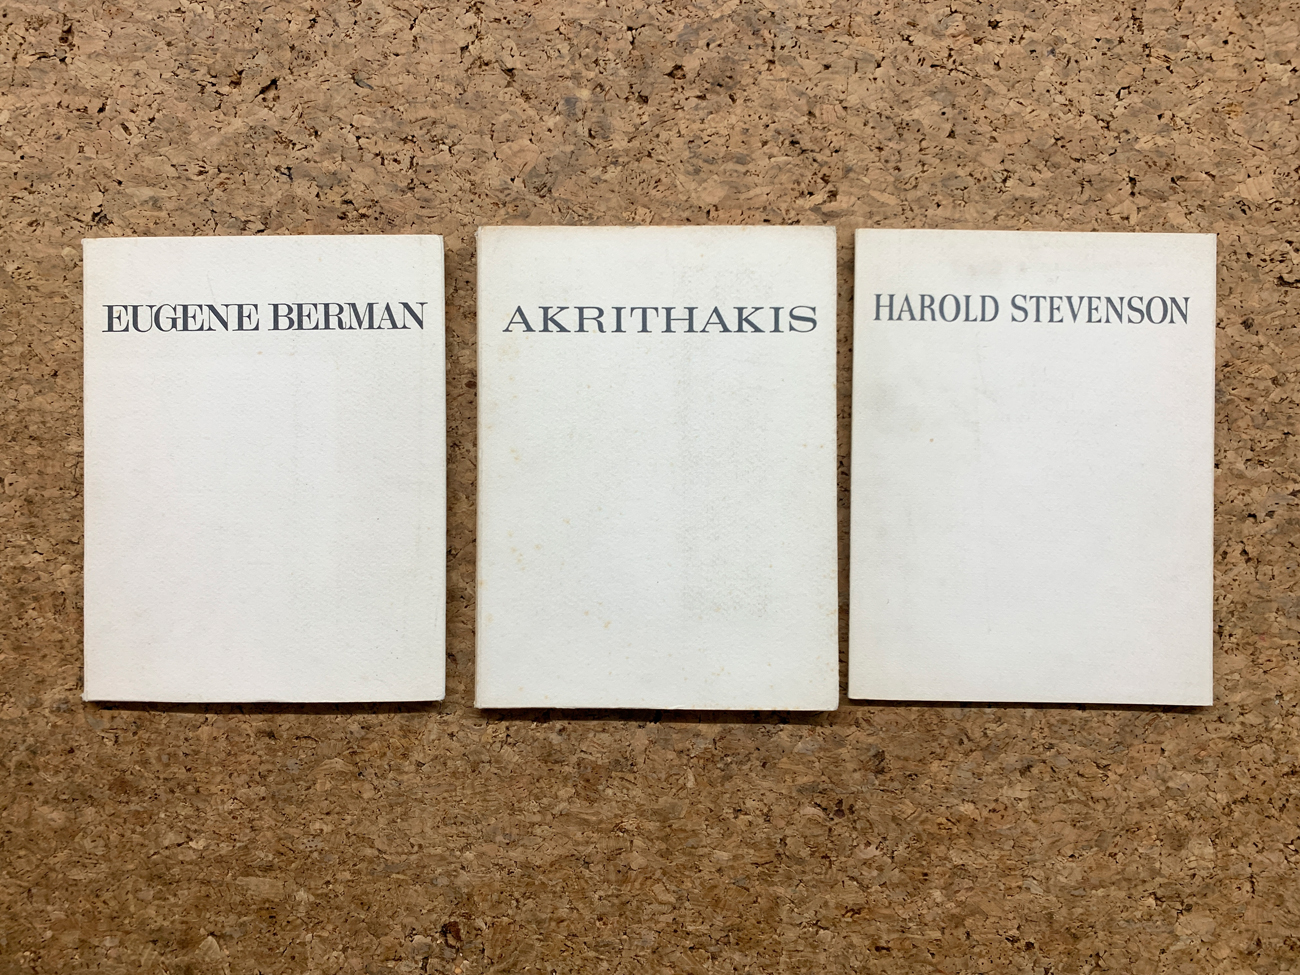 EUGENE BERMAN
AKRITHAKIS
HAROLD STEVENSON